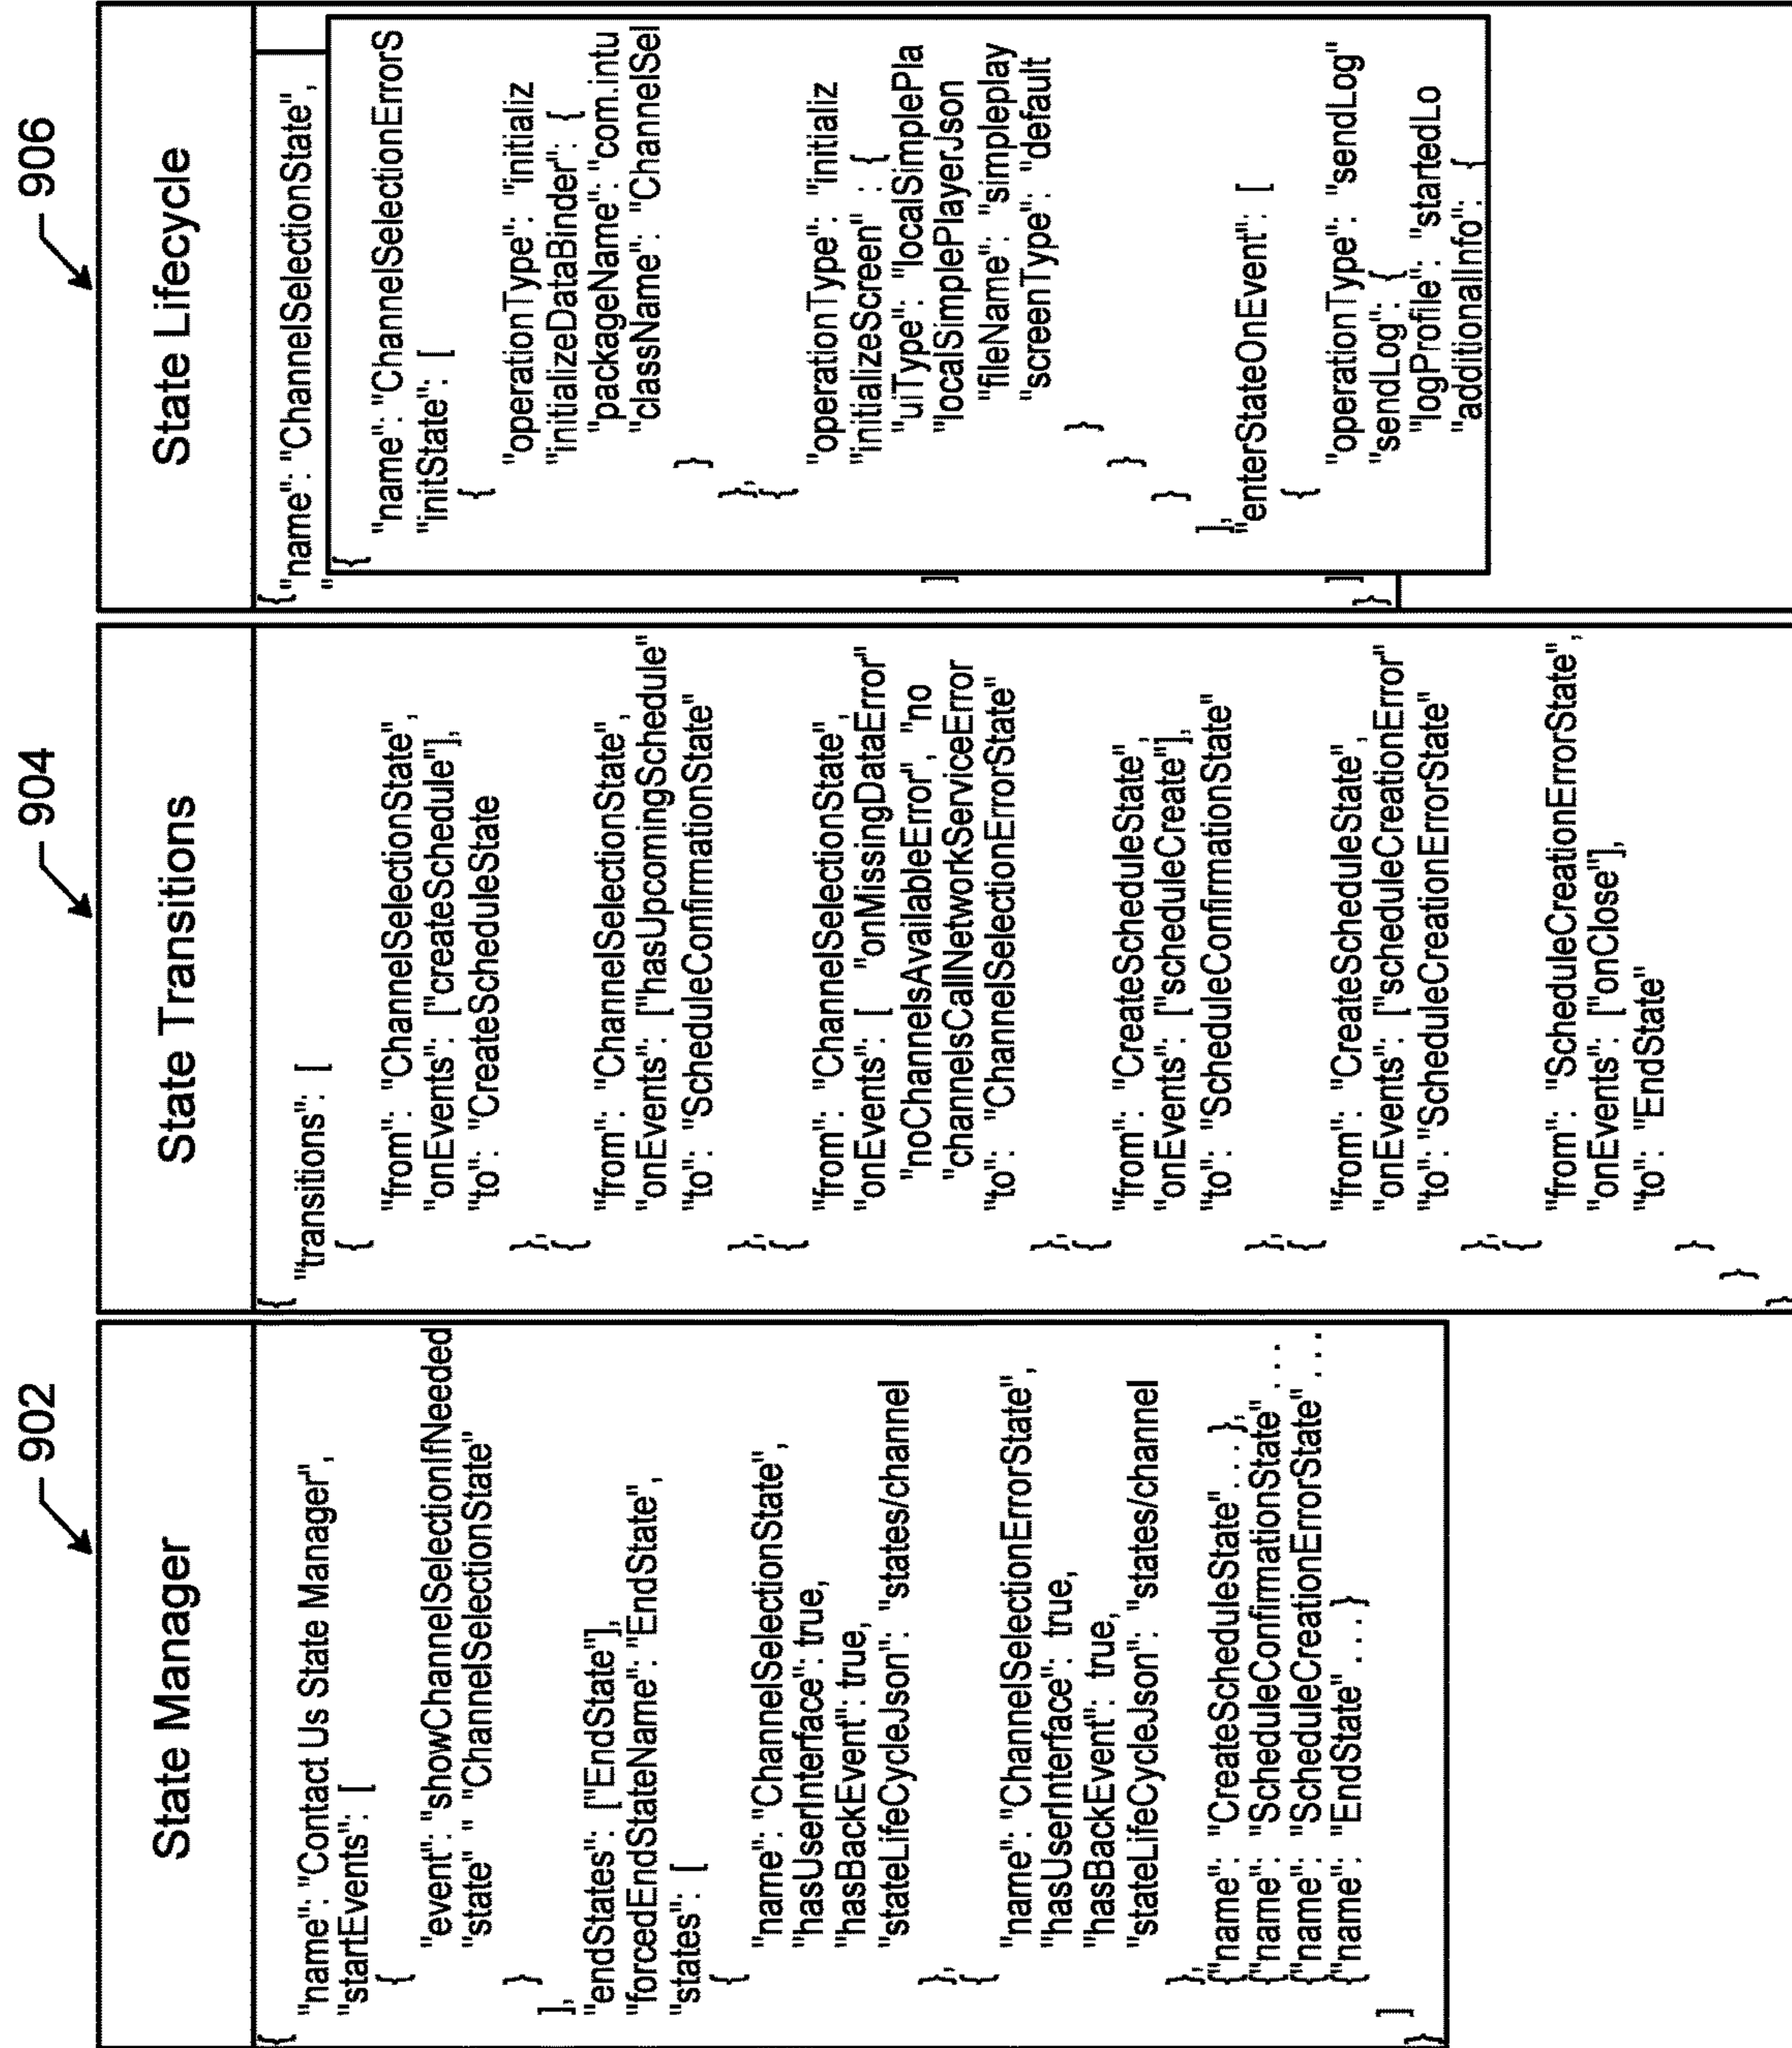 902
State Manager
{
"name": "Contact Us State Manager",
"startEvents": [
{
"event": "showChannelSelectionIfNeeded
"state" " "ChannelSelectionState"
}
],
"endStates": ["EndState"],
"forcedEndStateName": "EndState",
"states": [
{
"name": "ChannelSelectionState",
"hasUserInterface": true,
"hasBackEvent": true,
"stateLifeCycleJson": "states/channel
},
{
"name": "ChannelSelectionErrorState",
"hasUserInterface": true,
"hasBackEvent": true,
"stateLifeCycleJson": "states/channel
},
{"name": "CreateScheduleState". . . },
{"name": "ScheduleConfirmationState" . . .
{"name": "ScheduleCreationErrorState" . . .
{"name": "EndState" . . . }
]
}
904
State Transitions
{
"transitions": [
{
"from": "ChannelSelectionState",
"onEvents": ["createSchedule"],
"to": "CreateScheduleState
},
{
"from": "ChannelSelectionState",
"onEvents": ["hasUpcomingSchedule"
"to": "ScheduleConfirmationState"
},
{
"from": "ChannelSelectionState",
"onEvents": [ "onMissingDataError"
"noChannelsAvailableError", "no
"channelsCallNetworkServiceError
"to": "ChannelSelectionErrorState"
},
{
"from": "CreateScheduleState",
"onEvents": ["scheduleCreate"],
"to": "ScheduleConfirmationState"
},
{
"from": "CreateScheduleState",
"onEvents": ["scheduleCreationError"
"to": "ScheduleCreationErrorState"
},
{
"from": "ScheduleCreationErrorState",
"onEvents": ["onClose"],
"to": "EndState"
}
}
}
906
State Lifecycle
{"name": "ChannelSelectionState",
"
{
"name": "ChannelSelectionErrorS
"initState": [
{
"operationType": "initializ
"initializeDataBinder": {
"packageName": "com.intu
"className": "ChannelSel
}
},
{
"operationType": "initializ
"initializeScreen" : {
"uiType": "localSimplePla
"localSimplePlayerJson
"fileName": "simpleplay
"screenType": "default
}
}
}
],
"enterStateOnEvent": [
{
"operationType": "sendLog"
"sendLog": {
"logProfile": "startedLo
"additionalInfo": {
]
]
}